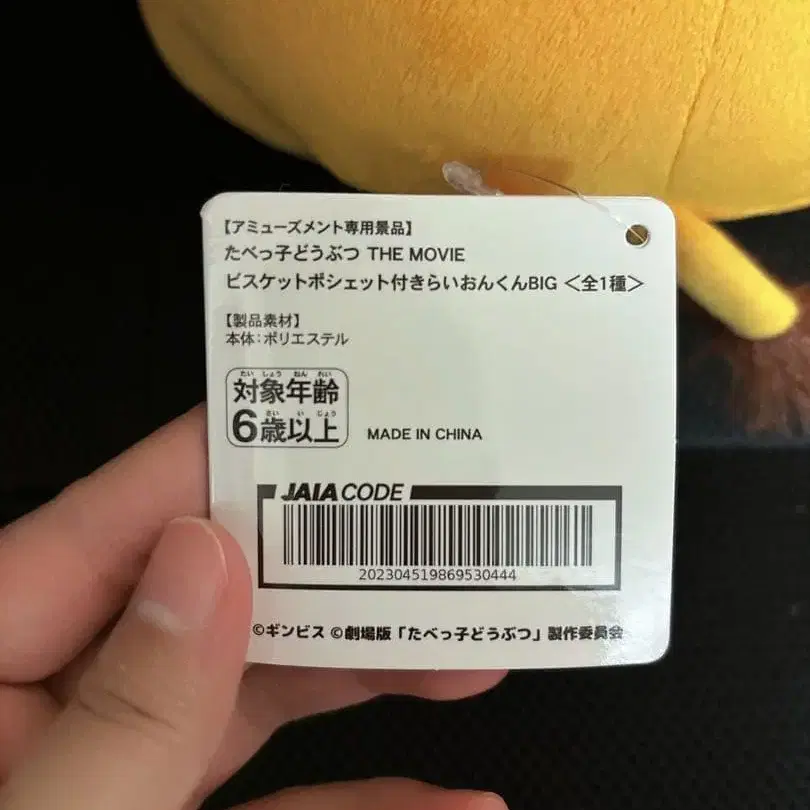 【アミューズメント専用景品】
たべっ子どうぶつ THE MOVIE
ビスケットポシェット付きらいおんくんBIG <全1種>
【製品素材】
本体:ポリエステル
たい しょう ねん れい
対象年齢
さい い じょう
6歳以上
MADE IN CHINA
JAIA CODE
202304519869530444
©ギンビス ©劇場版「たべっ子どうぶつ」製作委員会